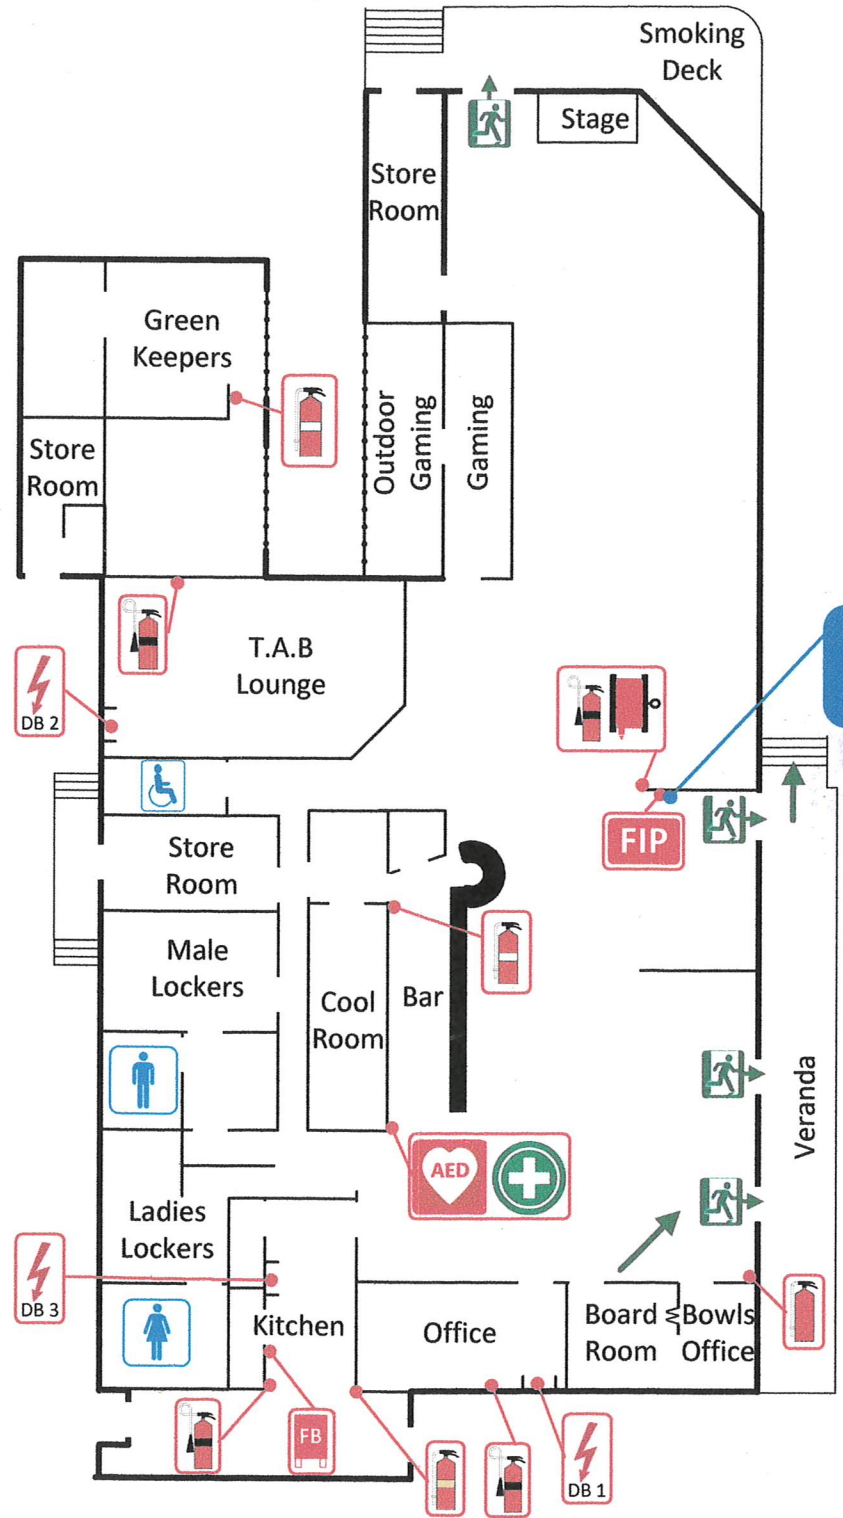 Smoking
Deck
Stage
Store
Room
Green
Keepers
Outdoor
Gaming
Gaming
Store
Room
T.A.B
Lounge
DB 2
FIP
Store
Room
Male
Lockers
Cool
Room
Bar
Veranda
AED
Ladies
Lockers
DB 3
Kitchen
Office
Board
Room
Bowls
Office
FB
DB 1